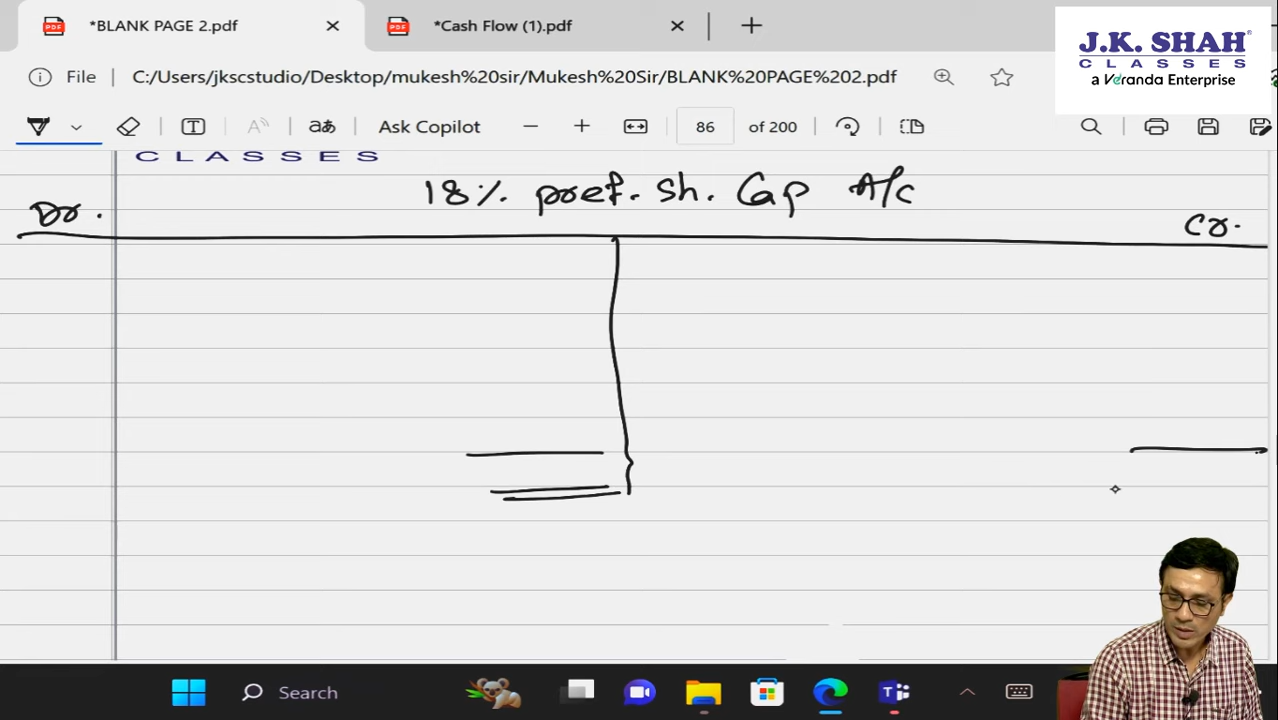 *BLANK PAGE 2.pdf
*Cash Flow (1).pdf
J.K. SHAH®
CLASSES
a Veranda Enterprise
File C:/Users/jkscstudio/Desktop/mukesh%20sir/Mukesh%20Sir/BLANK%20PAGE%202.pdf
Ask Copilot
86 of 200
CLASSES
18% pref. Sh. Cap A/c
Dr.
Cr.
Search